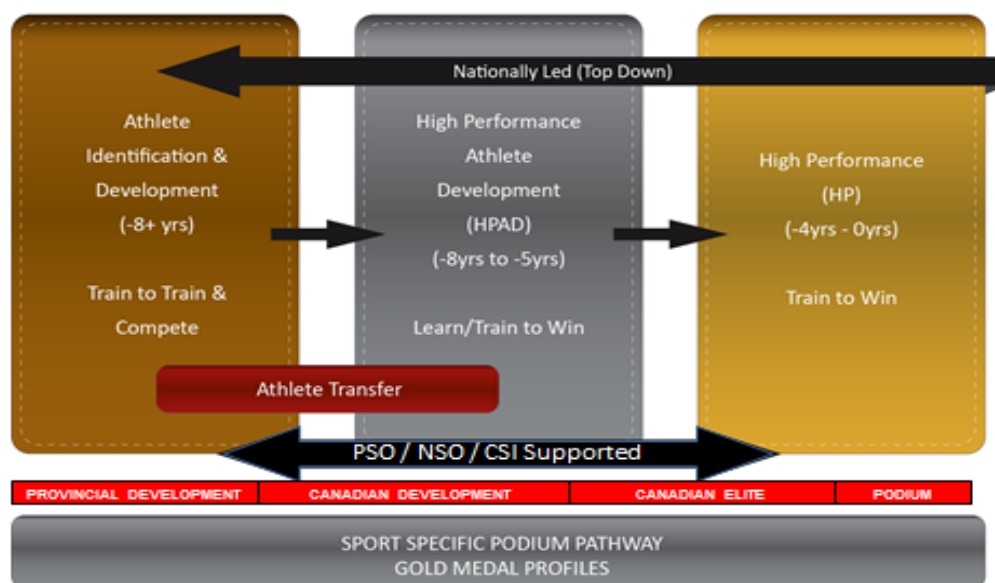 Nationally Led (Top Down)
Athlete
Identification &
Development
(-8+ yrs)
Train to Train &
Compete
High Performance
Athlete
Development
(HPAD)
(-8yrs to -5yrs)
Learn/Train to Win
High Performance
(HP)
(-4yrs - 0yrs)
Train to Win
Athlete Transfer
PSO / NSO / CSI Supported
PROVINCIAL DEVELOPMENT
CANADIAN DEVELOPMENT
CANADIAN ELITE
PODIUM
SPORT SPECIFIC PODIUM PATHWAY
GOLD MEDAL PROFILES